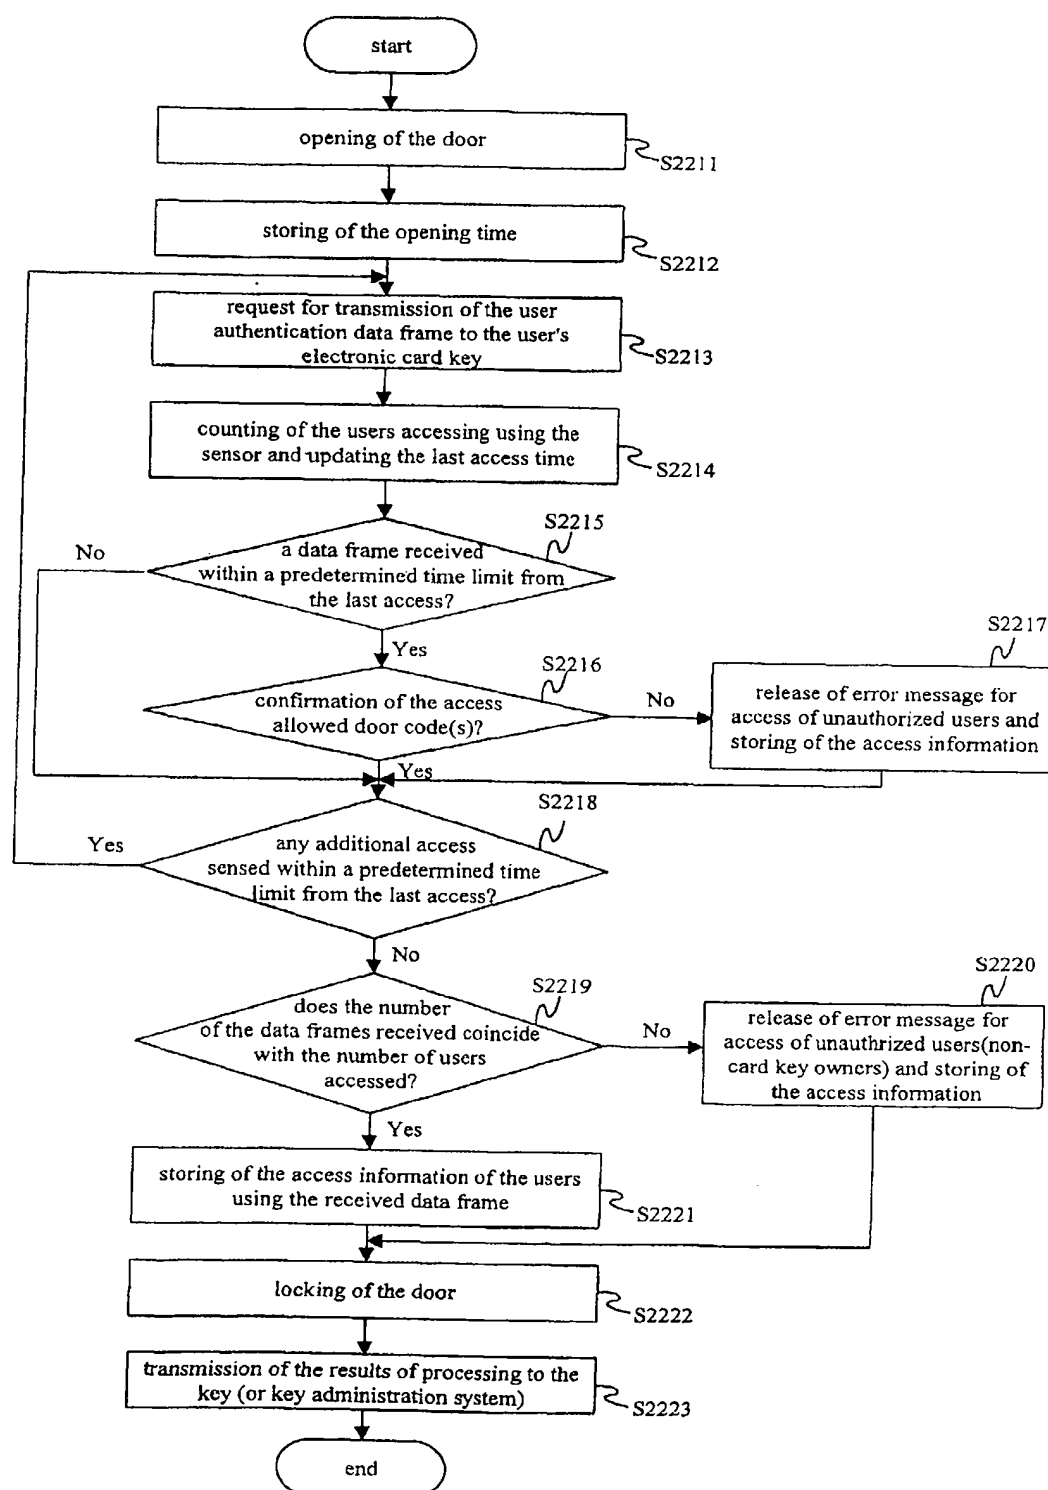 start
opening of the door
S2211
storing of the opening time
S2212
request for transmission of the user
authentication data frame to the user's
electronic card key
S2213
counting of the users accessing using the
sensor and updating the last access time
S2214
S2215
No
a data frame received
within a predetermined time limit from
the last access?
Yes
S2216
S2217
confirmation of the access
allowed door code(s)?
No
release of error message for
access of unauthorized users and
storing of the access information
Yes
S2218
Yes
any additional access
sensed within a predetermined time
limit from the last access?
No
S2219
S2220
does the number
of the data frames received coincide
with the number of users
accessed?
No
release of error message for
access of unauthrized users(non-
card key owners) and storing of
the access information
Yes
storing of the access information of the users
using the received data frame
S2221
locking of the door
S2222
transmission of the results of processing to the
key (or key administration system)
S2223
end